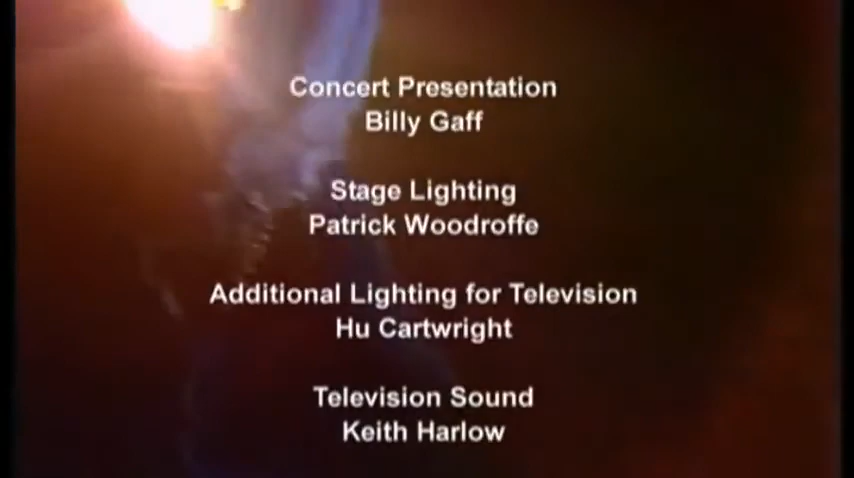 Concert Presentation
Billy Gaff
Stage Lighting
Patrick Woodroffe
Additional Lighting for Television
Hu Cartwright
Television Sound
Keith Harlow